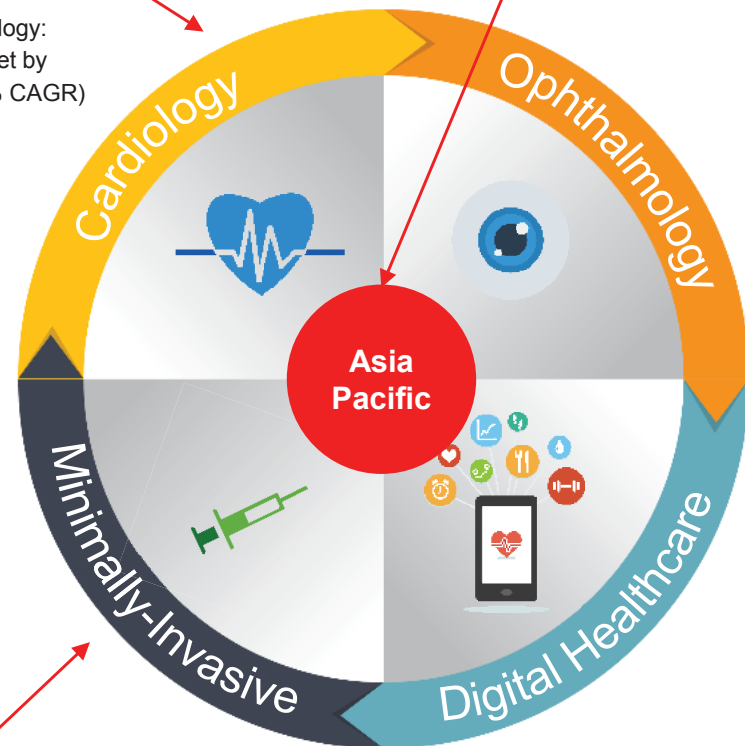 ology:
et by
CAGR)
Cardiology
Ophthalmology
Asia
Pacific
Minimally-Invasive
Digital Healthcare